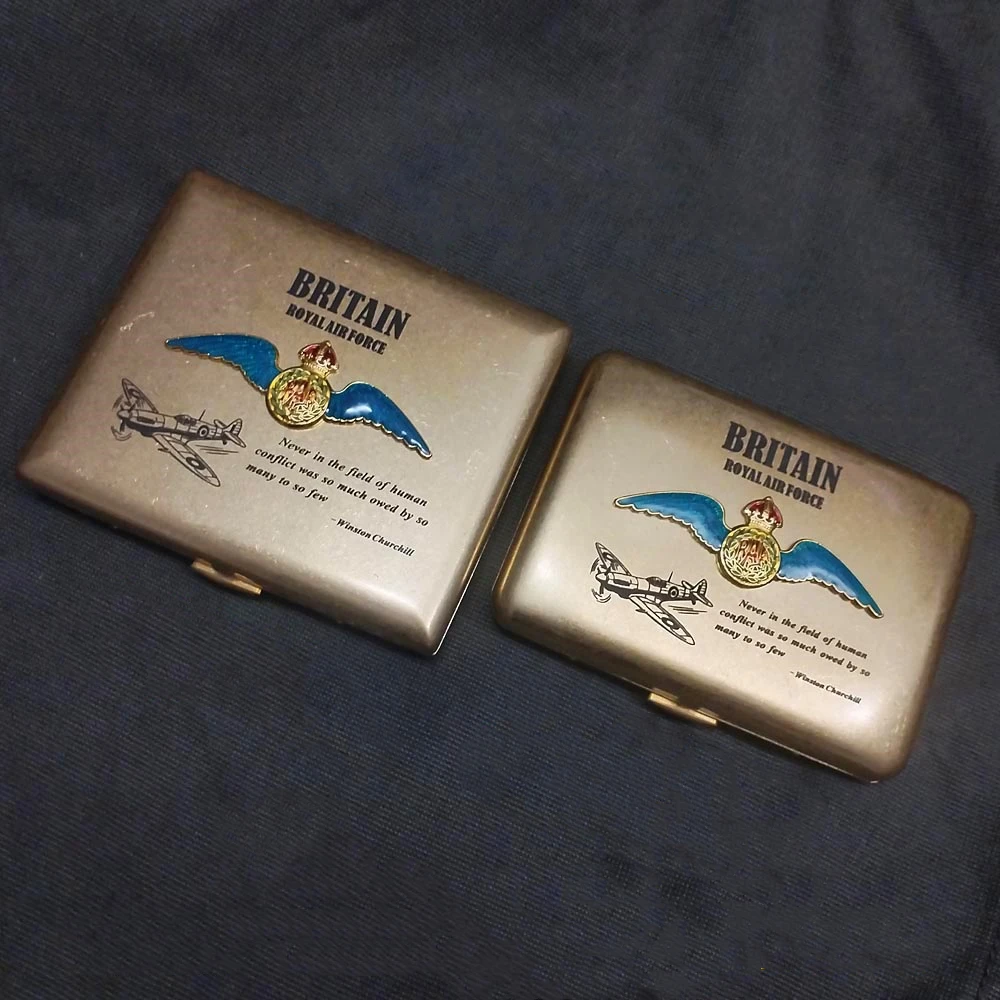 BRITAIN
ROYAL AIR FORCE
RAF
Never in the field of human
conflict was so much owed by so
many to so few
-Winston Churchill
BRITAIN
ROYAL AIR FORCE
RAF
Never in the field of human
conflict was so much owed by so
many to so few
-Winston Churchill